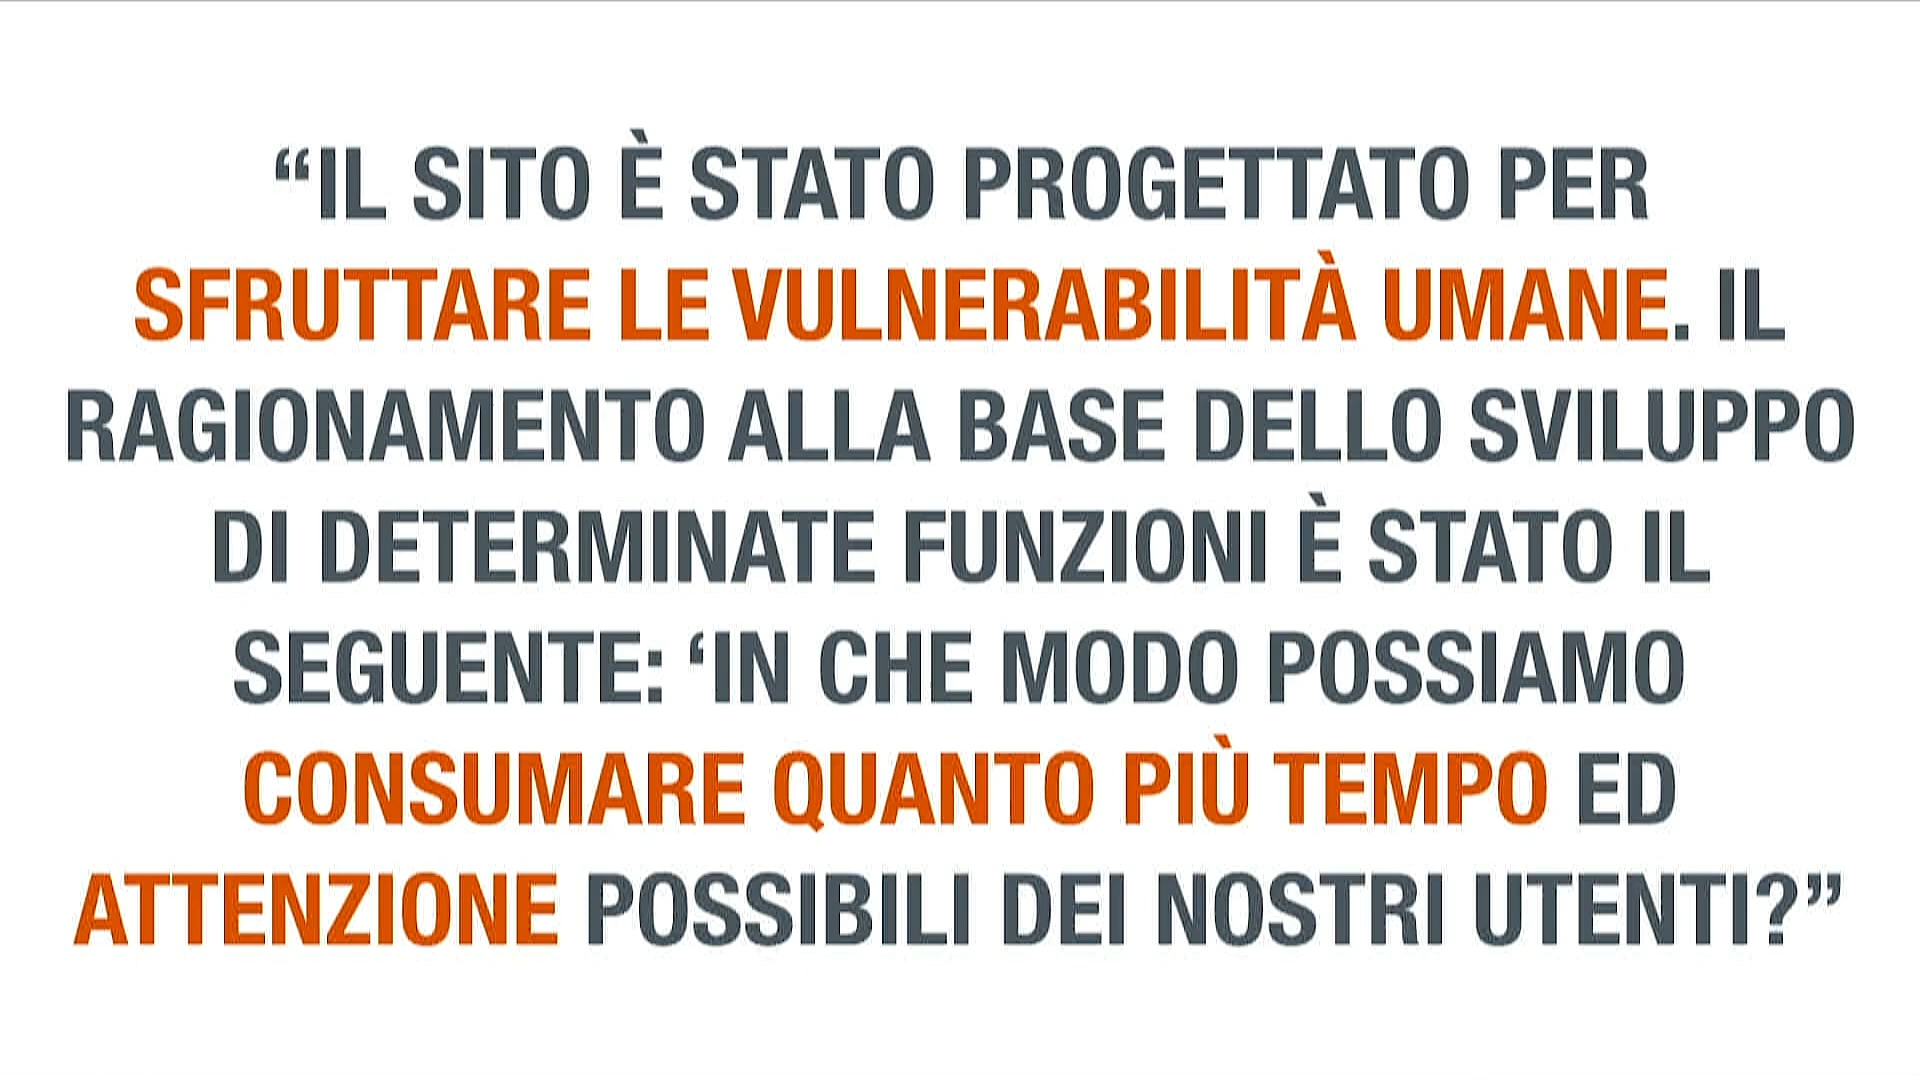 “IL SITO È STATO PROGETTATO PER
SFRUTTARE LE VULNERABILITÀ UMANE. IL
RAGIONAMENTO ALLA BASE DELLO SVILUPPO
DI DETERMINATE FUNZIONI È STATO IL
SEGUENTE: ‘IN CHE MODO POSSIAMO
CONSUMARE QUANTO PIÙ TEMPO ED
ATTENZIONE POSSIBILI DEI NOSTRI UTENTI?”